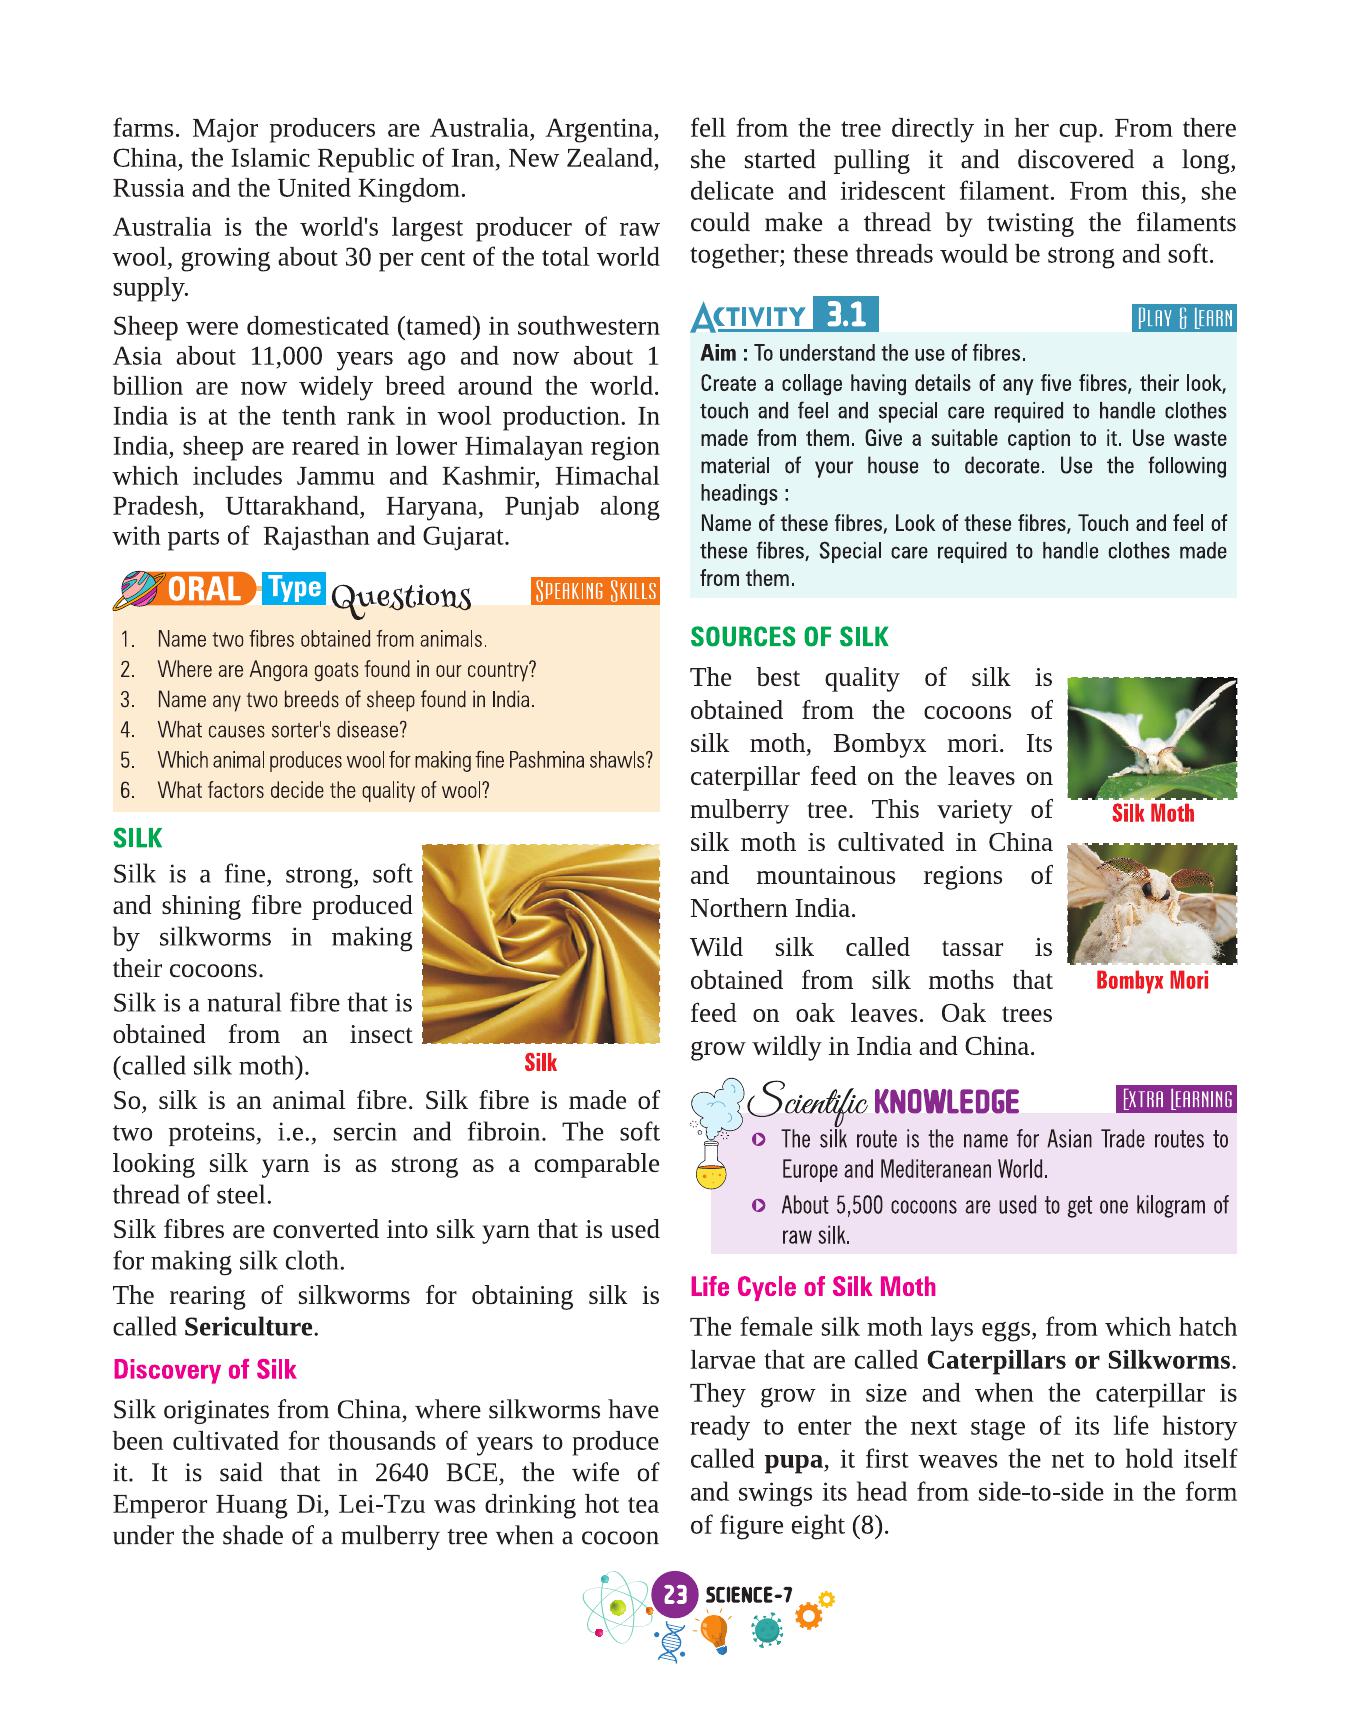 farms. Major producers are Australia, Argentina,
China, the Islamic Republic of Iran, New Zealand,
Russia and the United Kingdom.
Australia is the world's largest producer of raw
wool, growing about 30 per cent of the total world
supply.
Sheep were domesticated (tamed) in southwestern
Asia about 11,000 years ago and now about 1
billion are now widely breed around the world.
India is at the tenth rank in wool production. In
India, sheep are reared in lower Himalayan region
which includes Jammu and Kashmir, Himachal
Pradesh, Uttarakhand, Haryana, Punjab along
with parts of Rajasthan and Gujarat.
ORAL Type Questions SPEAKING SKILLS
1. Name two fibres obtained from animals.
2. Where are Angora goats found in our country?
3. Name any two breeds of sheep found in India.
4. What causes sorter's disease?
5. Which animal produces wool for making fine Pashmina shawls?
6. What factors decide the quality of wool?
SILK
Silk is a fine, strong, soft
and shining fibre produced
by silkworms in making
their cocoons.
Silk is a natural fibre that is
obtained from an insect
(called silk moth).
Silk
So, silk is an animal fibre. Silk fibre is made of
two proteins, i.e., sercin and fibroin. The soft
looking silk yarn is as strong as a comparable
thread of steel.
Silk fibres are converted into silk yarn that is used
for making silk cloth.
The rearing of silkworms for obtaining silk is
called Sericulture.
Discovery of Silk
Silk originates from China, where silkworms have
been cultivated for thousands of years to produce
it. It is said that in 2640 BCE, the wife of
Emperor Huang Di, Lei-Tzu was drinking hot tea
under the shade of a mulberry tree when a cocoon
fell from the tree directly in her cup. From there
she started pulling it and discovered a long,
delicate and iridescent filament. From this, she
could make a thread by twisting the filaments
together; these threads would be strong and soft.
ACTIVITY 3.1 PLAY & LEARN
Aim : To understand the use of fibres.
Create a collage having details of any five fibres, their look,
touch and feel and special care required to handle clothes
made from them. Give a suitable caption to it. Use waste
material of your house to decorate. Use the following
headings :
Name of these fibres, Look of these fibres, Touch and feel of
these fibres, Special care required to handle clothes made
from them.
SOURCES OF SILK
The best quality of silk is
obtained from the cocoons of
silk moth, Bombyx mori. Its
caterpillar feed on the leaves on
mulberry tree. This variety of
silk moth is cultivated in China
and mountainous regions of
Northern India.
Silk Moth
Wild silk called tassar is
obtained from silk moths that
feed on oak leaves. Oak trees
grow wildly in India and China.
Bombyx Mori
Scientific KNOWLEDGE EXTRA LEARNING
The silk route is the name for Asian Trade routes to
Europe and Mediteranean World.
About 5,500 cocoons are used to get one kilogram of
raw silk.
Life Cycle of Silk Moth
The female silk moth lays eggs, from which hatch
larvae that are called Caterpillars or Silkworms.
They grow in size and when the caterpillar is
ready to enter the next stage of its life history
called pupa, it first weaves the net to hold itself
and swings its head from side-to-side in the form
of figure eight (8).
23 SCIENCE-7